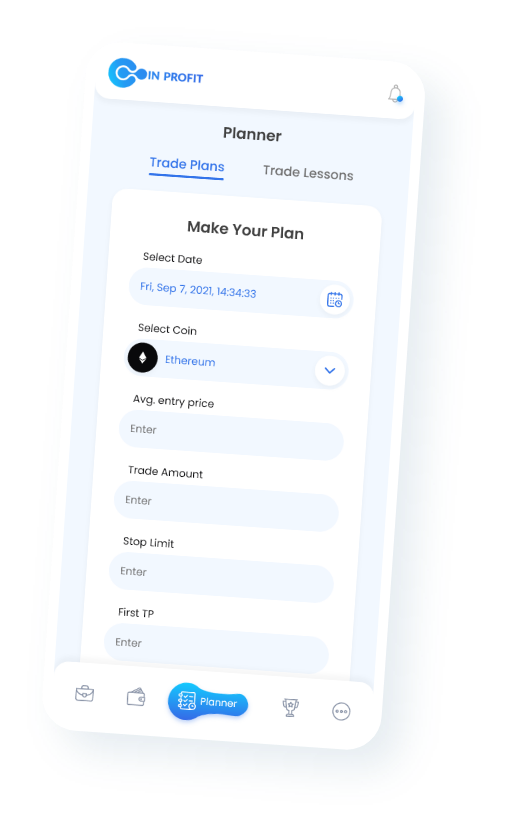 IN PROFIT
Planner
Trade Plans
Trade Lessons
Make Your Plan
Select Date
Fri, Sep 7, 2021, 14:34:33
Select Coin
Ethereum
Avg. entry price
Enter
Trade Amount
Enter
Stop Limit
Enter
First TP
Enter
Planner